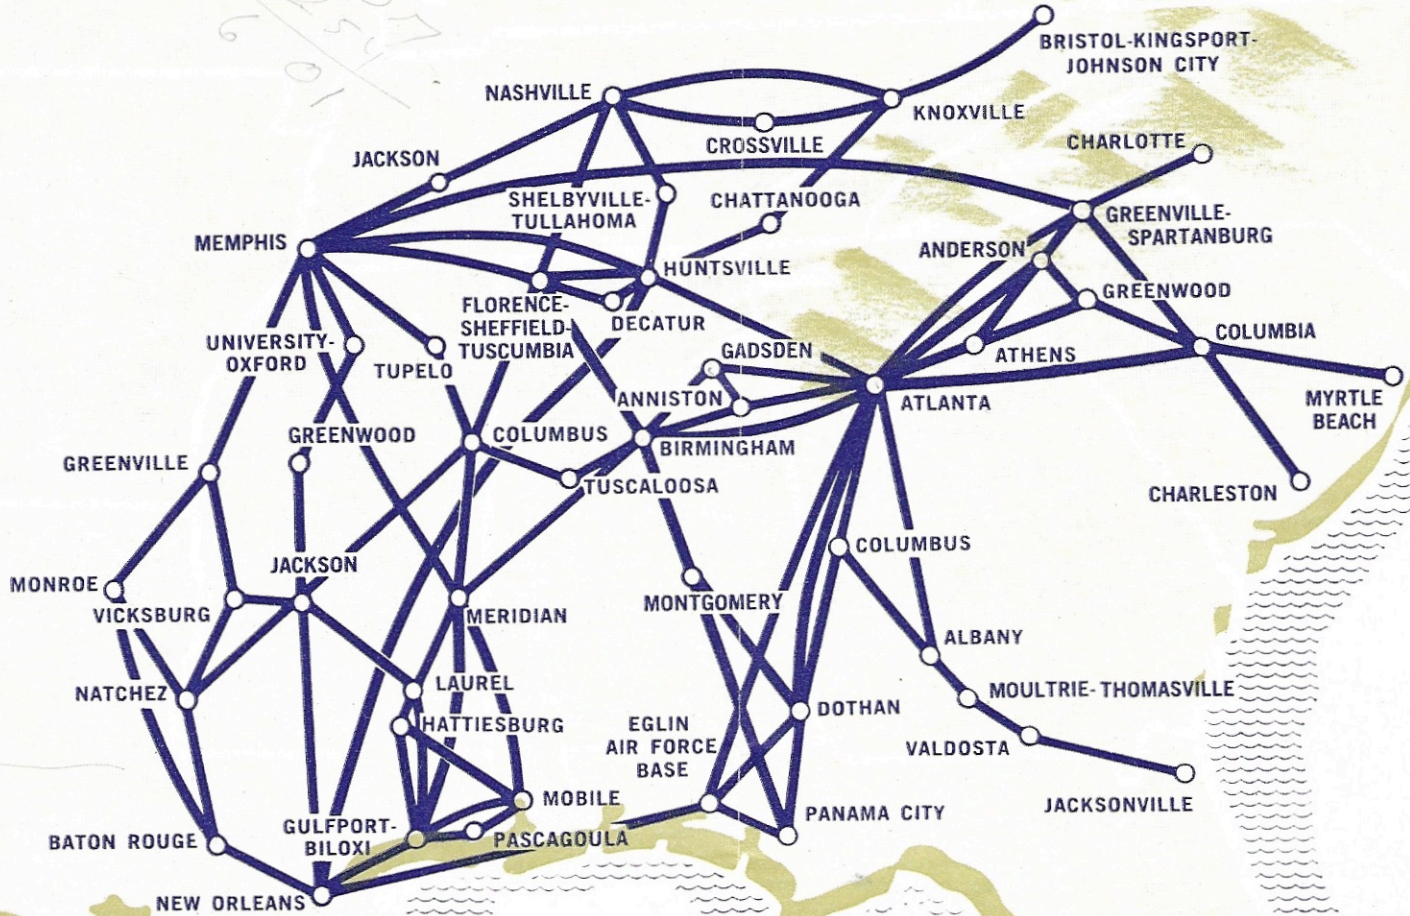 BRISTOL-KINGSPORT-
JOHNSON CITY
NASHVILLE
KNOXVILLE
CROSSVILLE
CHARLOTTE
JACKSON
SHELBYVILLE-
TULLAHOMA
CHATTANOOGA
GREENVILLE-
SPARTANBURG
MEMPHIS
ANDERSON
HUNTSVILLE
GREENWOOD
FLORENCE-
SHEFFIELD-
TUSCUMBIA
DECATUR
COLUMBIA
UNIVERSITY-
OXFORD
TUPELO
GADSDEN
ATHENS
ANNISTON
ATLANTA
MYRTLE
BEACH
GREENWOOD
COLUMBUS
BIRMINGHAM
GREENVILLE
TUSCALOOSA
CHARLESTON
COLUMBUS
JACKSON
MONROE
VICKSBURG
MERIDIAN
MONTGOMERY
ALBANY
NATCHEZ
LAUREL
MOULTRIE-THOMASVILLE
HATTIESBURG
EGLIN
AIR FORCE
BASE
DOTHAN
VALDOSTA
MOBILE
JACKSONVILLE
PANAMA CITY
GULFPORT-
BILOXI
PASCAGOULA
BATON ROUGE
NEW ORLEANS